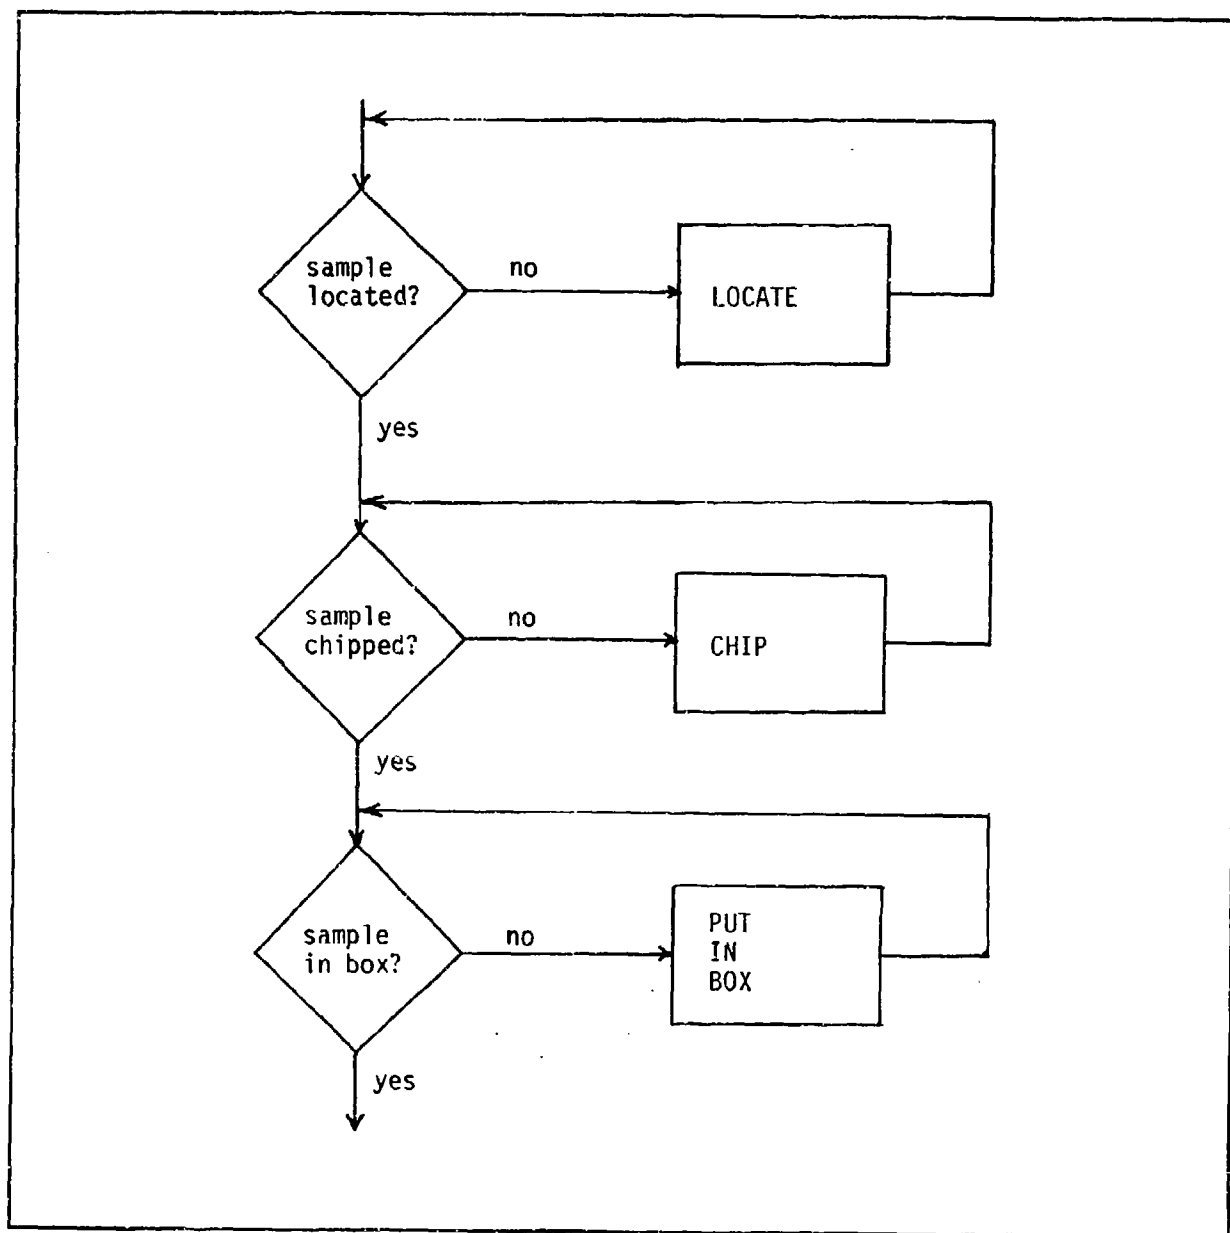 sample
located?
no
LOCATE
yes
sample
chipped?
no
CHIP
yes
sample
in box?
no
PUT
IN
BOX
yes